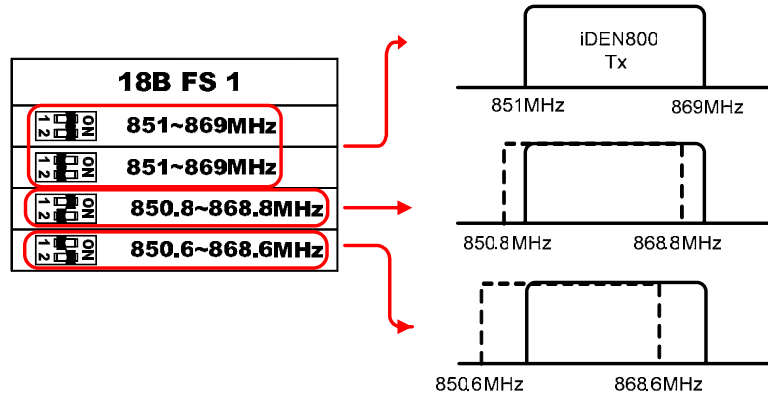 18B FS 1
1 2 ON 851~869MHz
1 2 ON 851~869MHz
1 2 ON 850.8~868.8MHz
1 2 ON 850.6~868.6MHz
iDEN800
Tx
851MHz 869MHz
850.8MHz 868.8MHz
850.6MHz 868.6MHz